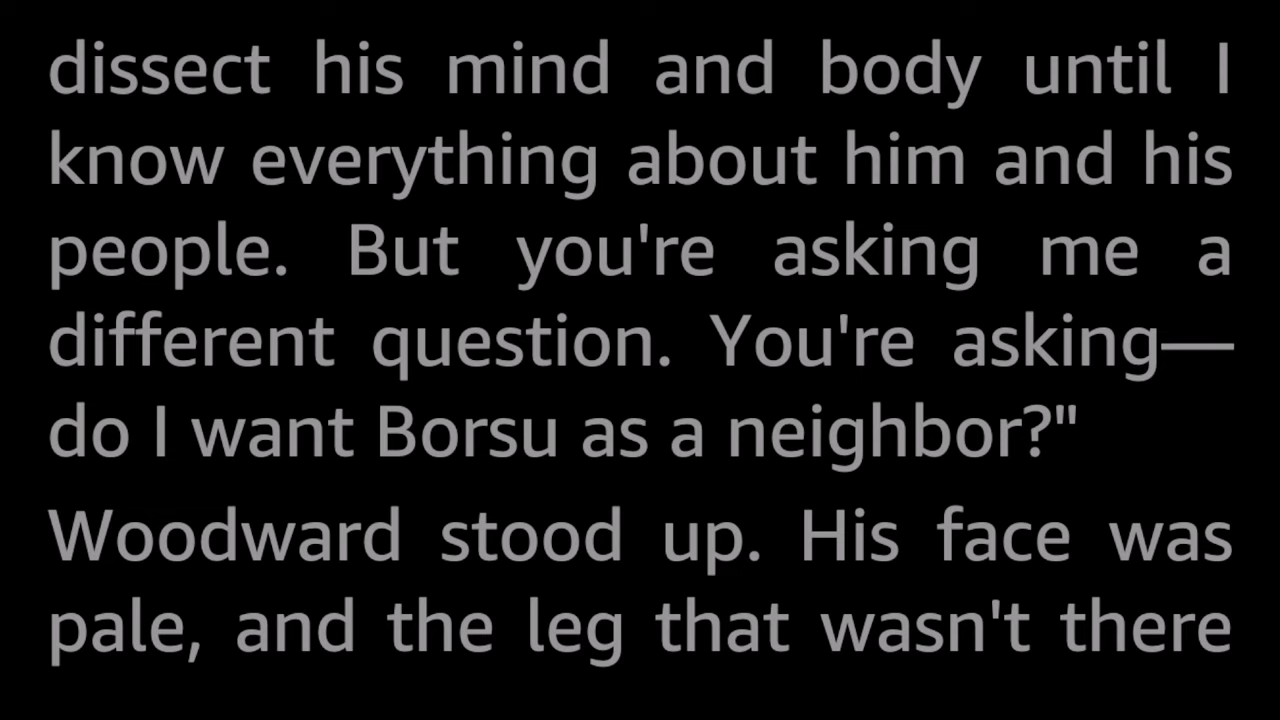 dissect his mind and body until I
know everything about him and his
people. But you're asking me a
different question. You're asking—
do I want Borsu as a neighbor?"
Woodward stood up. His face was
pale, and the leg that wasn't there